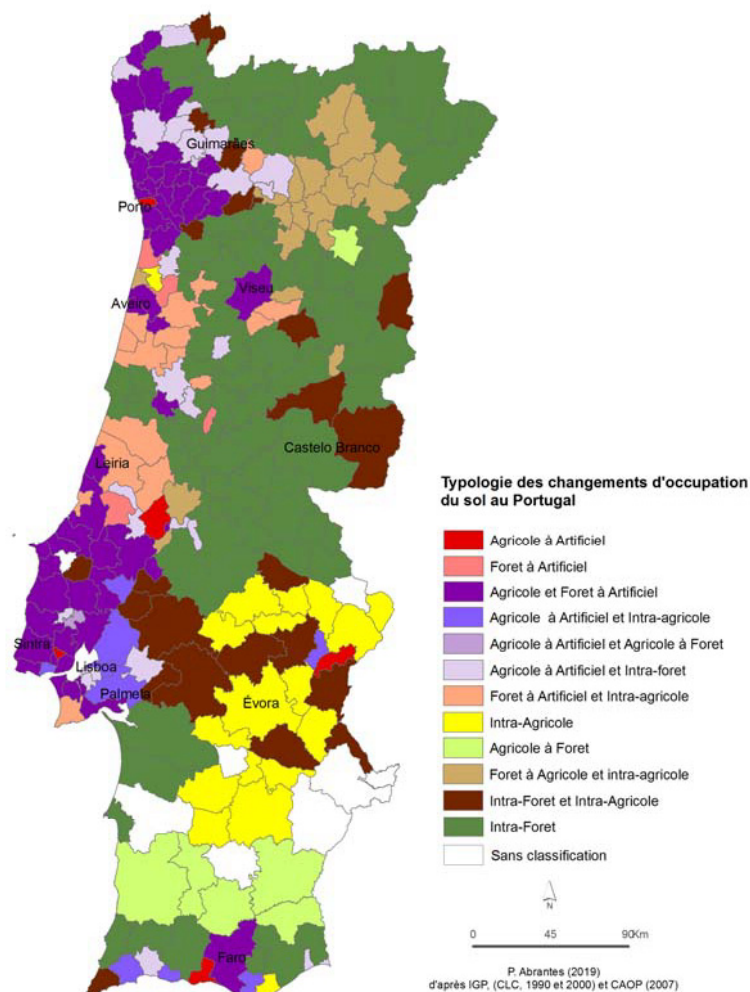 Guimarães
Porto
Aveiro
Viseu
Castelo Branco
Leiria
Sintra
Lisboa
Palmela
Évora
Faro
Typologie des changements d'occupation
du sol au Portugal
Agricole à Artificiel
Foret à Artificiel
Agricole et Foret à Artificiel
Agricole à Artificiel et Intra-agricole
Agricole à Artificiel et Agricole à Foret
Agricole à Artificiel et Intra-foret
Foret à Artificiel et Intra-agricole
Intra-Agricole
Agricole à Foret
Foret à Agricole et intra-agricole
Intra-Foret et Intra-Agricole
Intra-Foret
Sans classification
N
0 45 90Km
P. Abrantes (2019)
d'après IGP, (CLC, 1990 et 2000) et CAOP (2007)